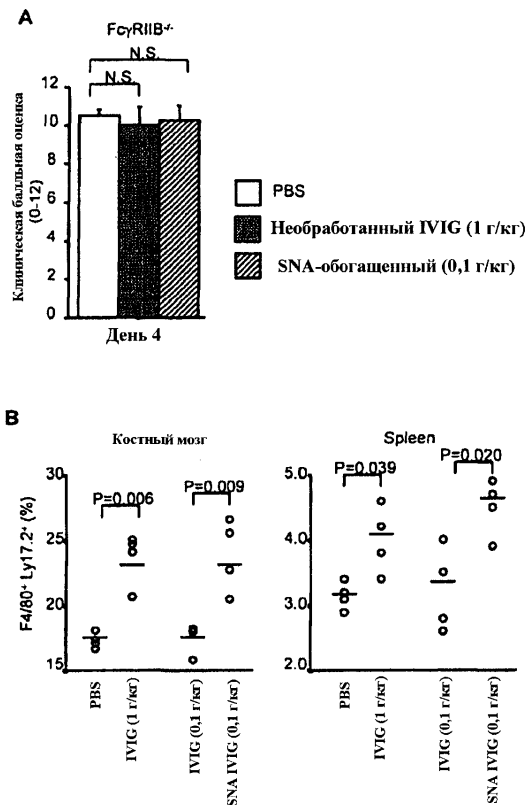 A
FcγRIIB-/-
N.S.
N.S.
Клиническая балльная оценка
(0-12)
12
10
8
6
4
2
0
День 4
PBS
Необработанный IVIG (1 г/кг)
SNA-обогащенный (0,1 г/кг)
B
Костный мозг
Spleen
F4/80+ Ly17.2+ (%)
30
25
20
15
P=0.006
P=0.009
PBS
IVIG (1 г/кг)
IVIG (0,1 г/кг)
SNA IVIG (0,1 г/кг)
5.0
4.0
3.0
2.0
P=0.039
P=0.020
PBS
IVIG (1 г/кг)
IVIG (0,1 г/кг)
SNA IVIG (0,1 г/кг)